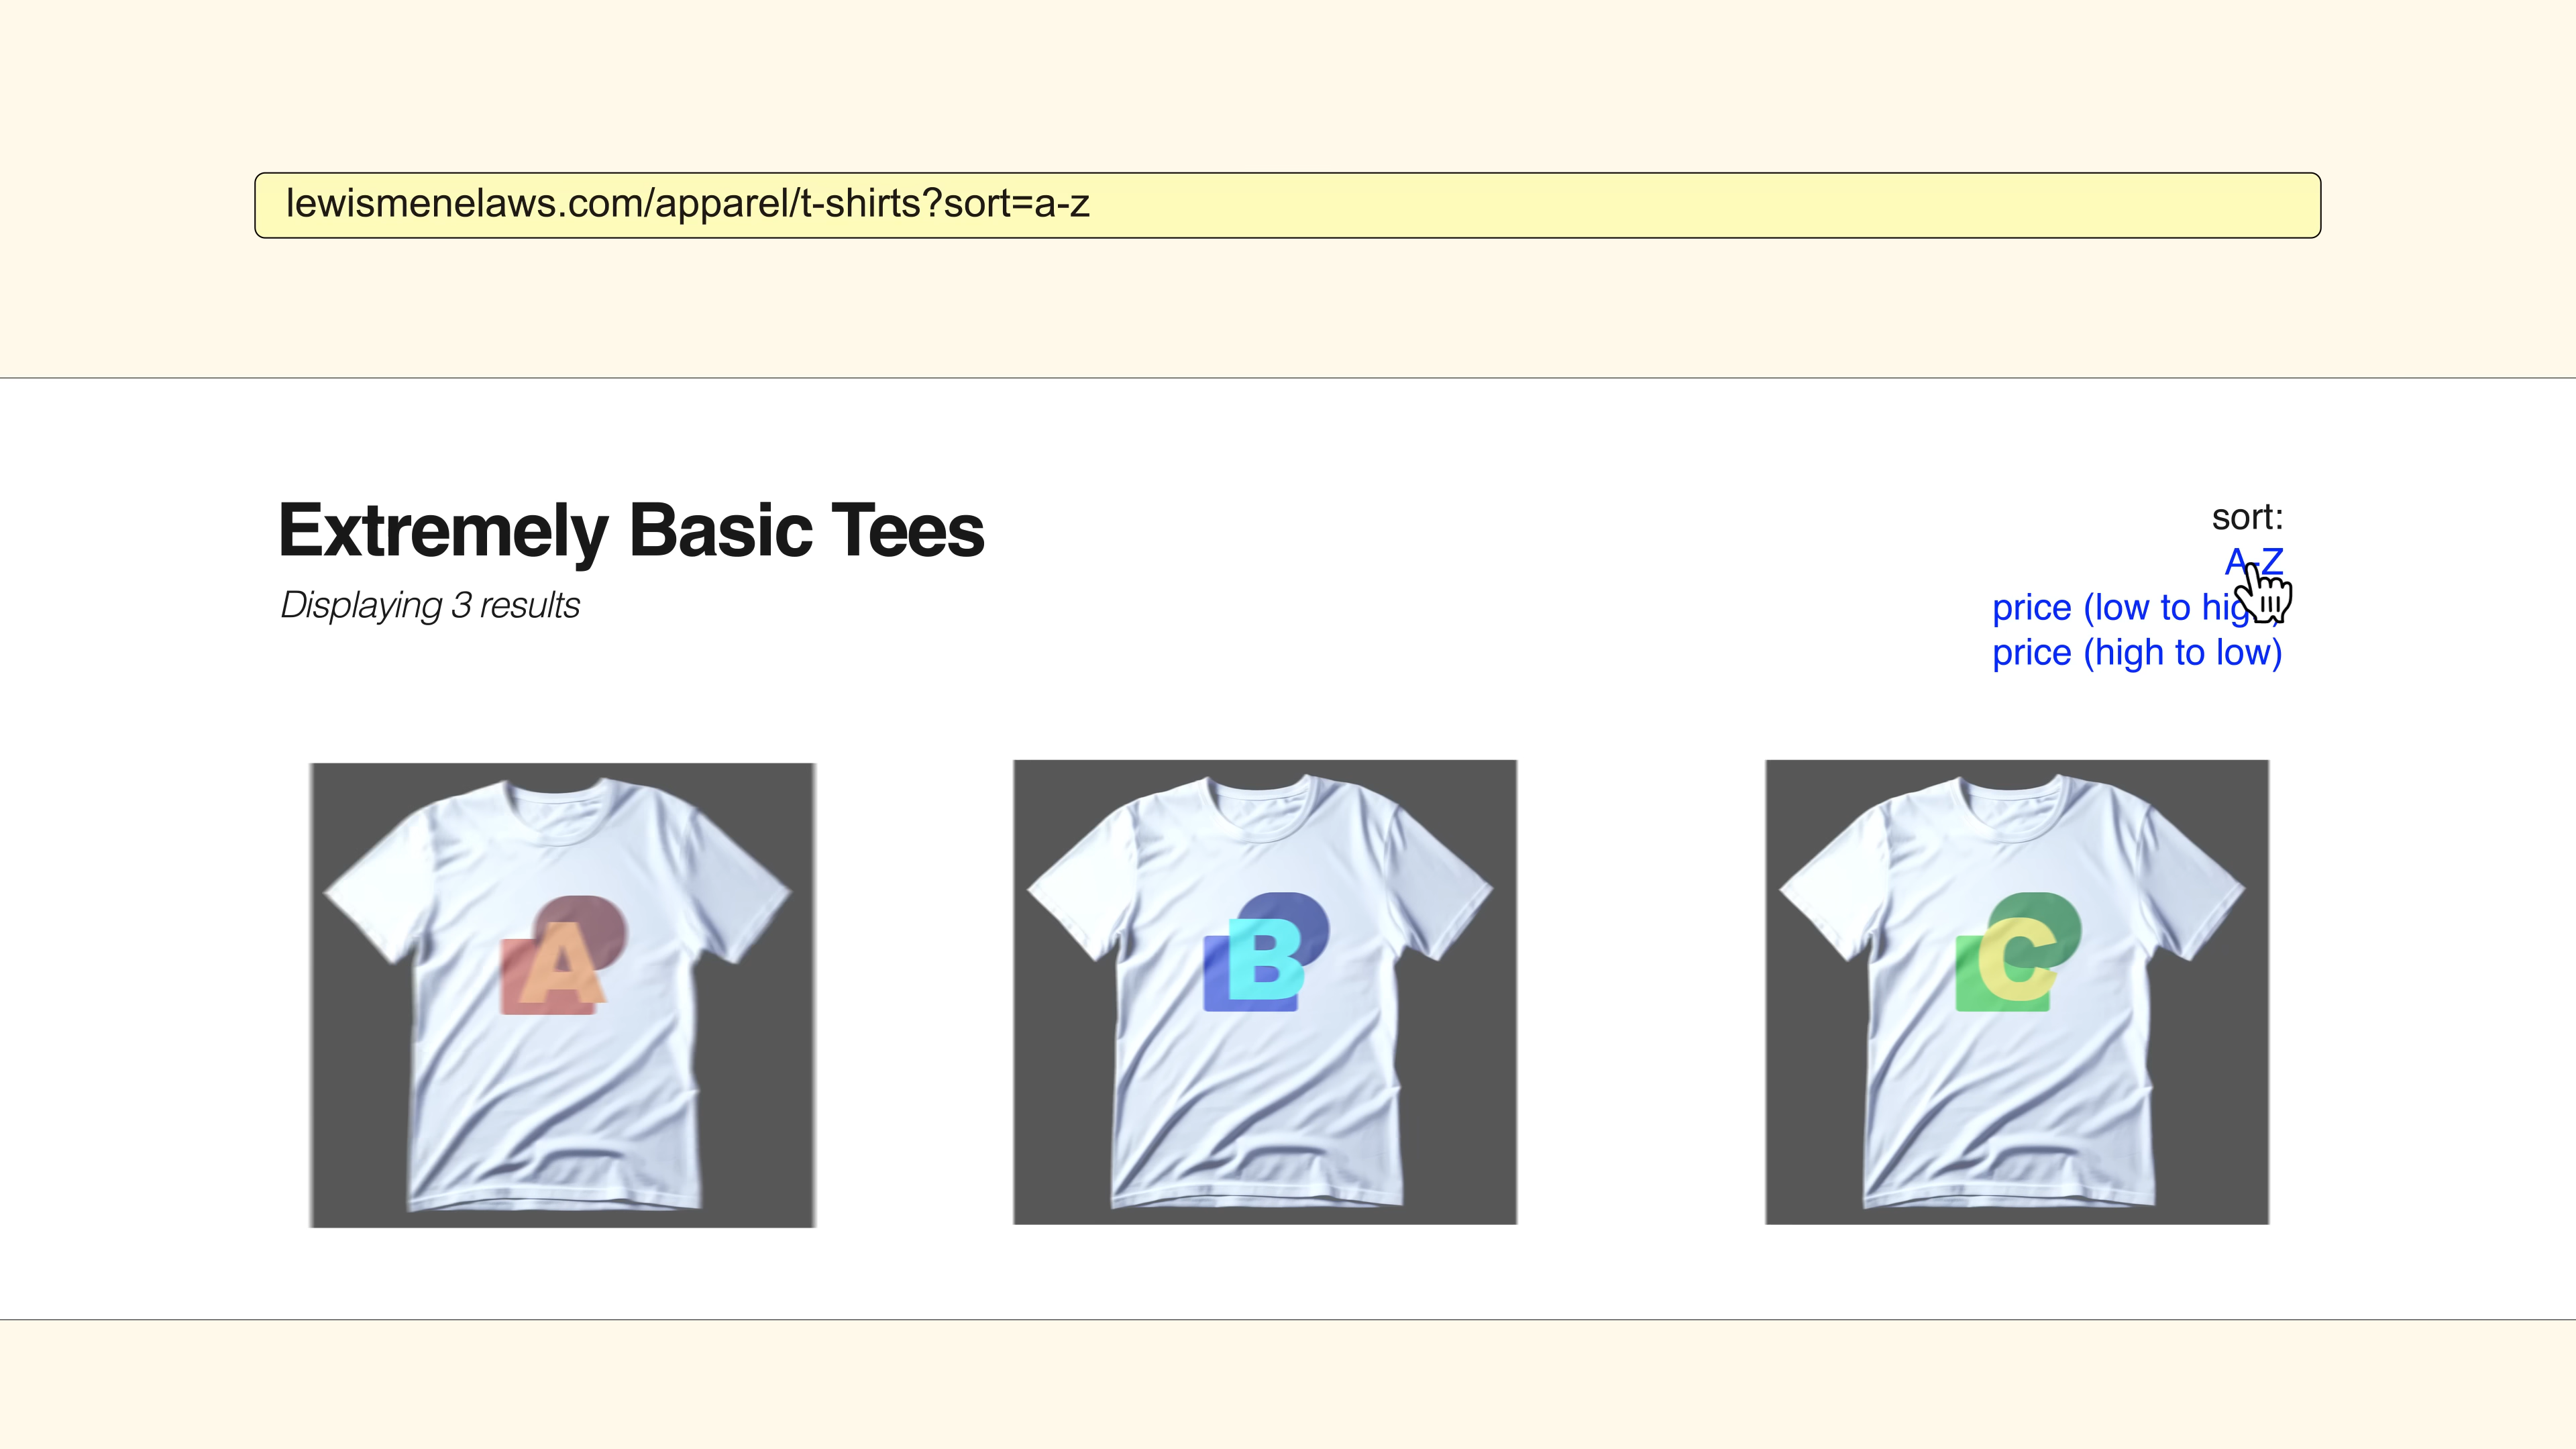 lewismenelaws.com/apparel/t-shirts?sort=a-z
Extremely Basic Tees
Displaying 3 results
sort:
A-Z
price (low to high)
price (high to low)
A
B
C